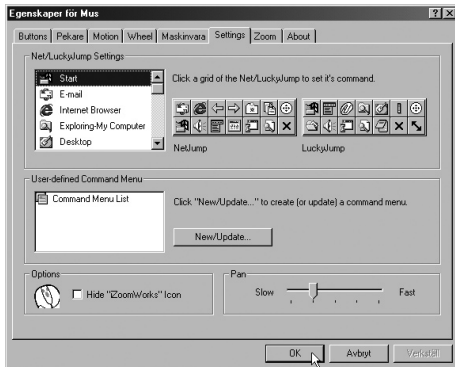 Egenskaper för Mus
Buttons Pekare Motion Wheel Maskinvara Settings Zoom About
Net/LuckyJump Settings
Start
E-mail
Internet Browser
Exploring-My Computer
Desktop
Click a grid of the Net/LuckyJump to set it's command.
NetJump LuckyJump
User-defined Command Menu
Command Menu List
Click "New/Update..." to create (or update) a command menu.
New/Update...
Options
Hide "iZoomWorks" Icon
Pan
Slow Fast
OK Avbryt Verkställ